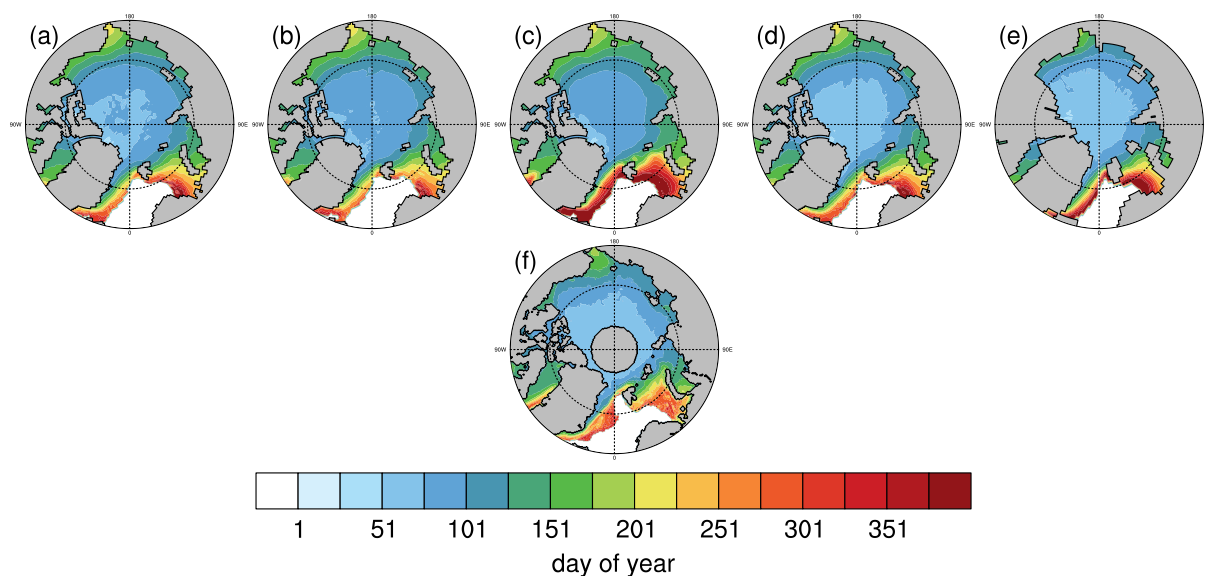 180 180 180 180 180
(a) (b) (c) (d) (e)
90W 90E 90W 90E 90W 90E 90W 90E 90W 90E
0 0 0 0 0
180
(f)
90W 90E
0
1 51 101 151 201 251 301 351
day of year